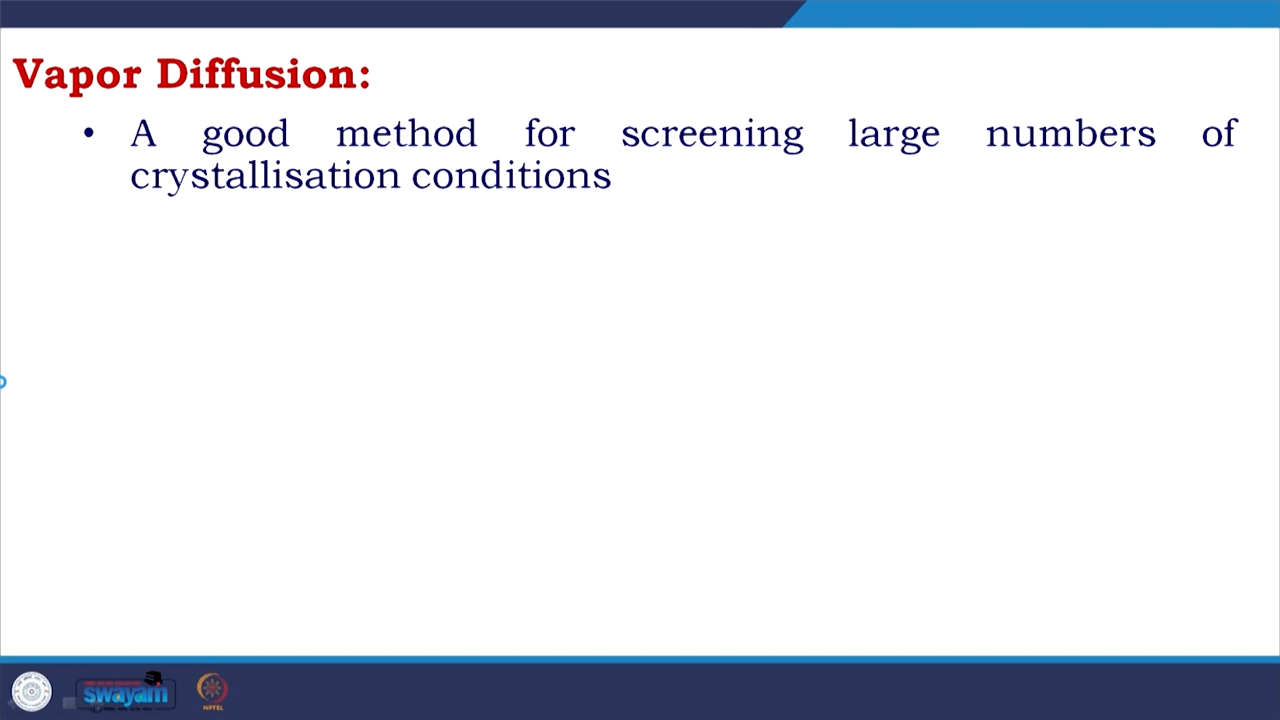 Vapor Diffusion:
• A good method for screening large numbers of
crystallisation conditions
swayam
NPTEL